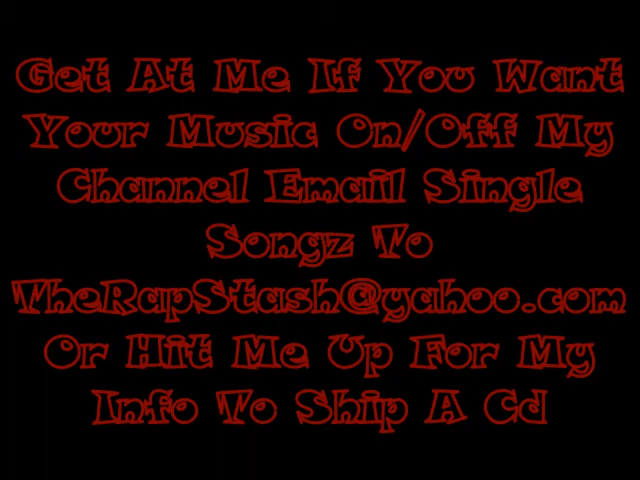 Get At Me If You Want
Your Music On/Off My
Channel Email Single
Songz To
TheRapStash@yahoo.com
Or Hit Me Up For My
Info To Ship A Cd